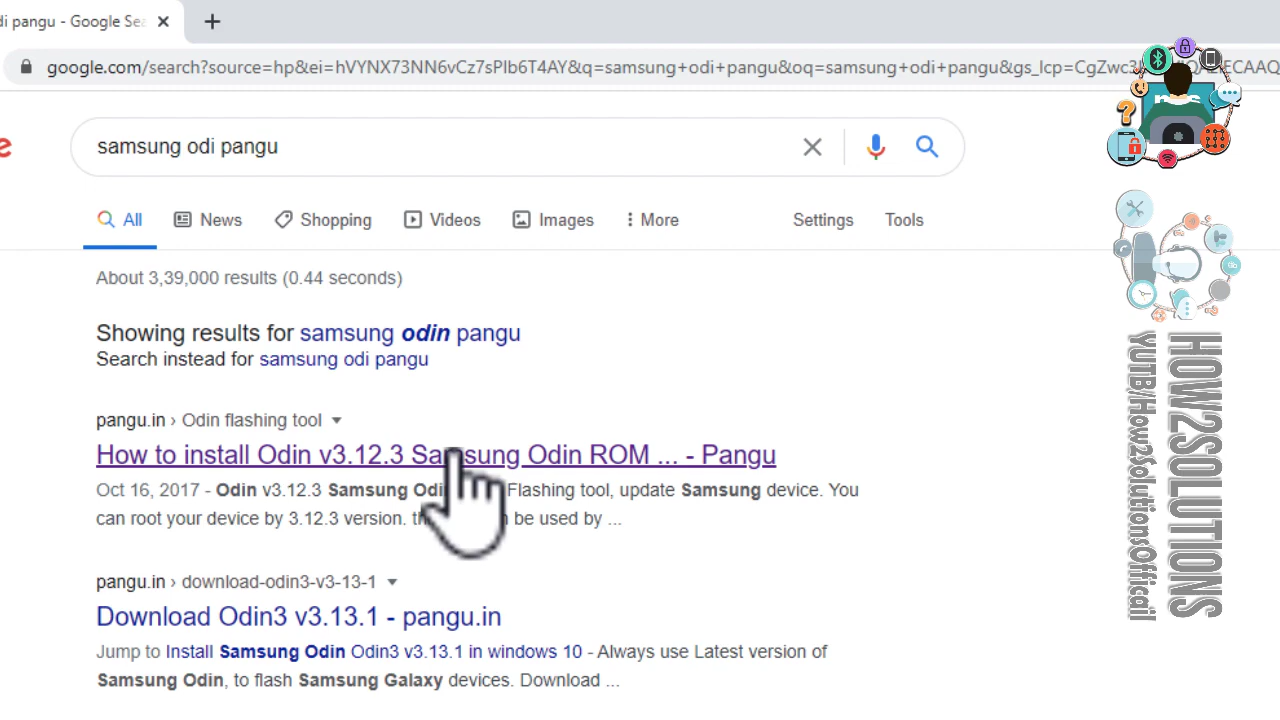 di pangu - Google Sea
google.com/search?source=hp&ei=hVYNX73NN6vCz7sPIb6T4AY&q=samsung+odi+pangu&oq=samsung+odi+pangu&gs_lcp=CgZwc3
samsung odi pangu
All
News
Shopping
Videos
Images
More
Settings
Tools
About 3,39,000 results (0.44 seconds)
Showing results for samsung odin pangu
Search instead for samsung odi pangu
pangu.in › Odin flashing tool
How to install Odin v3.12.3 Samsung Odin ROM ... - Pangu
Oct 16, 2017 - Odin v3.12.3 Samsung Flashing tool, update Samsung device. You
can root your device by 3.12.3 version. be used by ...
pangu.in › download-odin3-v3-13-1
Download Odin3 v3.13.1 - pangu.in
Jump to Install Samsung Odin Odin3 v3.13.1 in windows 10 - Always use Latest version of
Samsung Odin, to flash Samsung Galaxy devices. Download ...
HOW2SOLUTIONS
YUTB/How2SolutionsOfficail